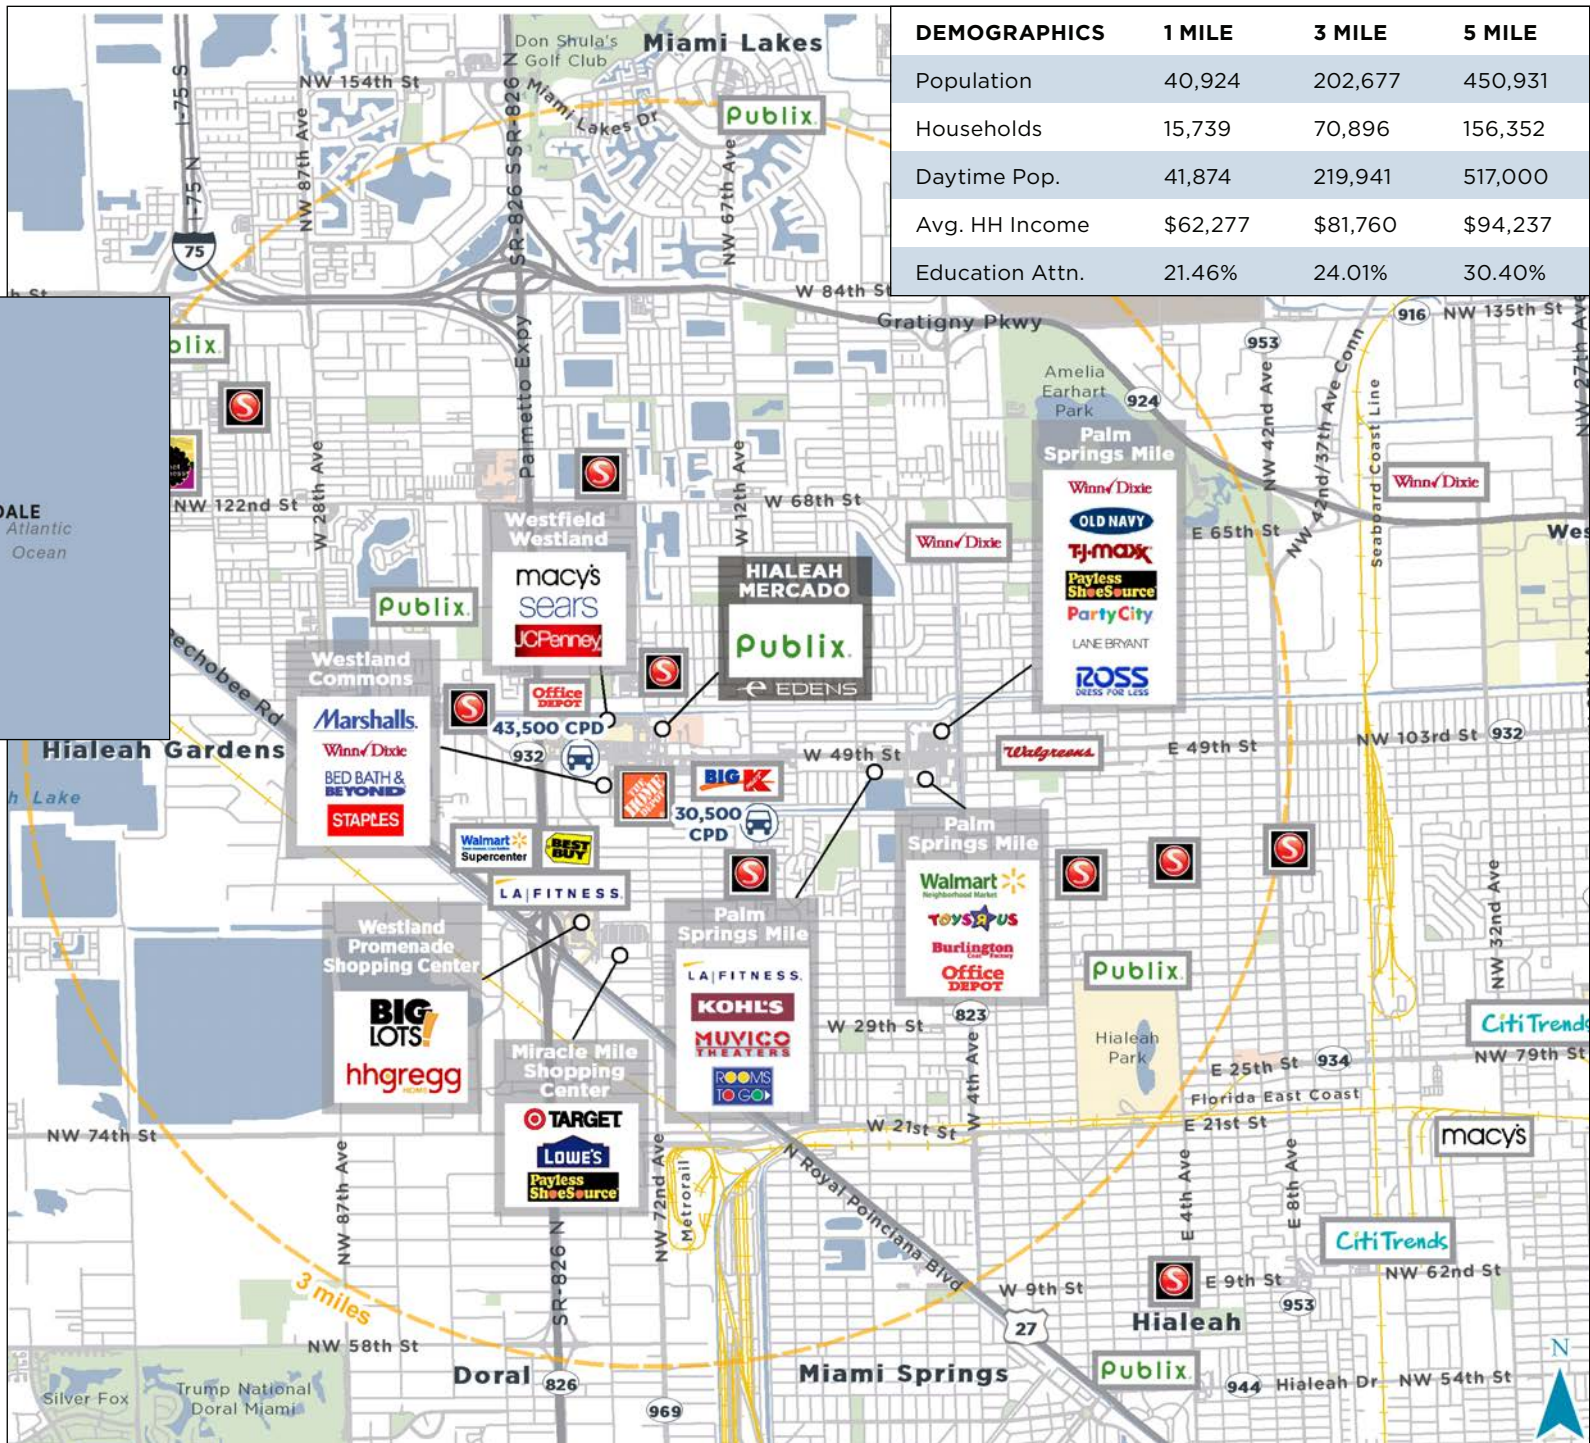 DEMOGRAPHICS 1 MILE 3 MILE 5 MILE
Population 40,924 202,677 450,931
Households 15,739 70,896 156,352
Daytime Pop. 41,874 219,941 517,000
Avg. HH Income $62,277 $81,760 $94,237
Education Attn. 21.46% 24.01% 30.40%
Don Shula's
Golf Club
Miami Lakes
I-75 S
NW 154th St
SR-826 S
SR-826 N
Miami Lakes Dr
Publix.
NW 87th Ave
I-75 N
NW 67th Ave
75
W 84th St
Gratigny Pkwy
916
NW 135th St
NW 27th Ave
953
NW 42nd Ave
NW 42nd/37th Ave Conn
Seaboard Coast Line
Palmetto Expy
Amelia
Earhart
Park
924
S
S
NW 122nd St
W 28th Ave
W 12th Ave
W 68th St
Winn Dixie
Winn Dixie
E 65th St
Atlantic
Ocean
Palm
Springs Mile
Winn Dixie
OLD NAVY
T.J.maxx
Payless
ShoeSource
Party City
LANE BRYANT
ROSS
DRESS FOR LESS
Westfield
Westland
macy's
sears
JCPenney
HIALEAH
MERCADO
Publix.
EDENS
Publix.
Westland
Commons
Marshalls.
Winn Dixie
BED BATH &
BEYOND
STAPLES
S
Office
DEPOT
S
43,500 CPD
932
Hialeah Gardens
W 49th St
Walgreens
E 49th St
NW 103rd St
932
THE
HOME
DEPOT
BIG K
30,500
CPD
Walmart
Supercenter
BEST
BUY
LA|FITNESS.
S
S
S
S
Palm
Springs Mile
Walmart
Neighborhood Market
TOYS R US
Burlington
Coat Factory
Office
DEPOT
Westland
Promenade
Shopping Center
BIG
LOTS!
hhgregg
Palm
Springs Mile
LA|FITNESS.
KOHL'S
MUVICO
THEATERS
ROOMS
TO GO
Publix.
NW 32nd Ave
Miracle Mile
Shopping
Center
TARGET
LOWE'S
Payless
ShoeSource
W 29th St
823
W 4th Ave
Hialeah
Park
E 25th St
934
NW 79th St
Florida East Coast
NW 74th St
W 21st St
E 21st St
macy's
NW 87th Ave
NW 72nd Ave
Metrorail
N Royal Poinciana Blvd
E 4th Ave
E 8th Ave
Citi Trends
3 miles
SR-826 N
W 9th St
S
E 9th St
NW 62nd St
953
27
Hialeah
NW 58th St
Doral
826
Miami Springs
Publix.
944
Hialeah Dr
NW 54th St
N
Silver Fox
Trump National
Doral Miami
969